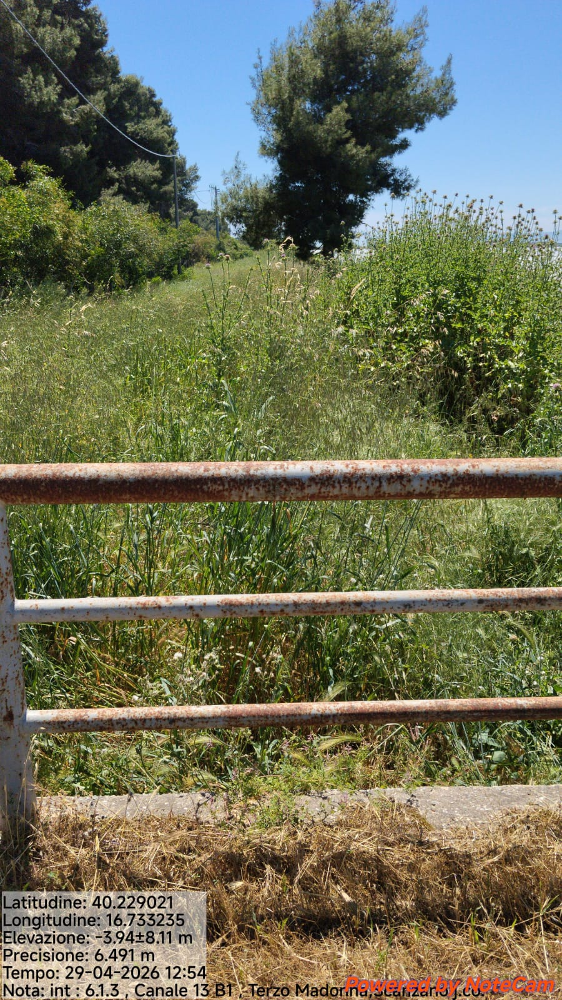 Latitudine: 40.229021
Longitudine: 16.733235
Elevazione: -3.94±8.11 m
Precisione: 6.491 m
Tempo: 29-04-2026 12:54
Nota: int : 6.1.3 , Canale 13 B1 , Terzo
Powered by NoteCam